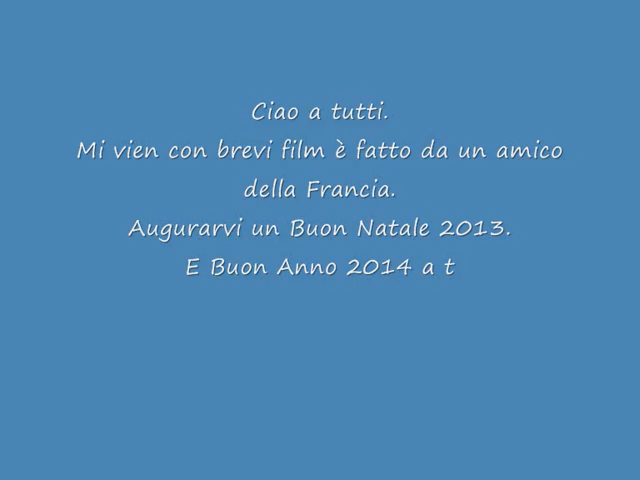 Ciao a tutti.
Mi vien con brevi film è fatto da un amico
della Francia.
Augurarvi un Buon Natale 2013.
E Buon Anno 2014 a t